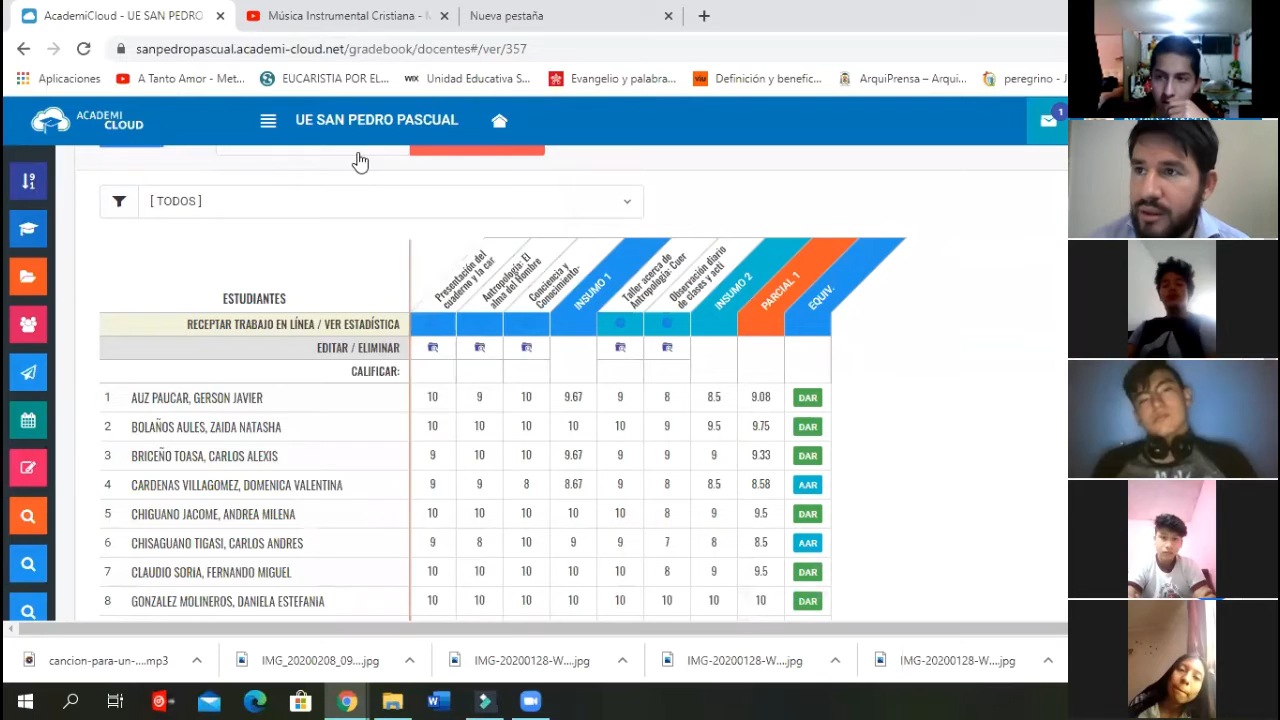 AcademiCloud - UE SAN PEDRO
Música Instrumental Cristiana -
Nueva pestaña
sanpedropascual.academi-cloud.net/gradebook/docentes#/ver/357
Aplicaciones
A Tanto Amor - Met...
EUCARISTIA POR EL...
WIX Unidad Educativa S...
Evangelio y palabra...
viu Definición y benefic...
ArquiPrensa – Arqui...
peregrino - J
ACADEMI CLOUD
UE SAN PEDRO PASCUAL
1
[ TODOS ]
Presentación del
cuaderno y la car
Antropología: El
alma del Hombre
Conciencia y
Conocimiento-
INSUMO 1
Taller acerca de
Antropología: Cuer
Observación diario
de clases y acti
INSUMO 2
PARCIAL 1
EQUIV.
ESTUDIANTES
RECEPTAR TRABAJO EN LÍNEA / VER ESTADÍSTICA
EDITAR / ELIMINAR
CALIFICAR:
1 AUZ PAUCAR, GERSON JAVIER 10 9 10 9.67 9 8 8.5 9.08 DAR
2 BOLAÑOS AULES, ZAIDA NATASHA 10 10 10 10 10 9 9.5 9.75 DAR
3 BRICEÑO TOASA, CARLOS ALEXIS 9 10 10 9.67 9 9 9 9.33 DAR
4 CARDENAS VILLAGOMEZ, DOMENICA VALENTINA 9 9 8 8.67 9 8 8.5 8.58 AAR
5 CHIGUANO JACOME, ANDREA MILENA 10 10 10 10 10 8 9 9.5 DAR
6 CHISAGUANO TIGASI, CARLOS ANDRES 9 8 10 9 9 7 8 8.5 AAR
7 CLAUDIO SORIA, FERNANDO MIGUEL 10 10 10 10 10 8 9 9.5 DAR
8 GONZALEZ MOLINEROS, DANIELA ESTEFANIA 10 10 10 10 10 10 10 10 DAR
cancion-para-un-....mp3
IMG_20200208_09....jpg
IMG-20200128-W....jpg
IMG-20200128-W....jpg
IMG-20200128-W....jpg